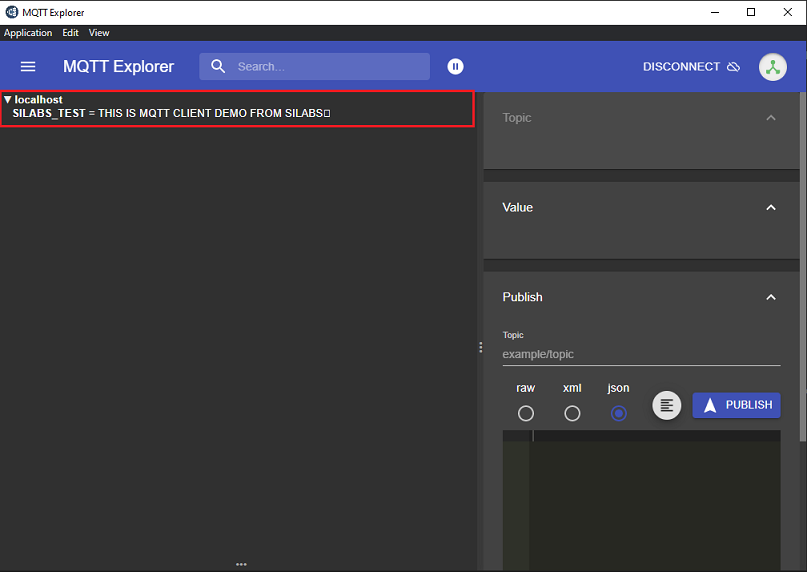 MQTT Explorer
Application Edit View
MQTT Explorer Search... DISCONNECT
▼ localhost
SILABS_TEST = THIS IS MQTT CLIENT DEMO FROM SILABS▯
Topic
Value
Publish
Topic
example/topic
raw xml json
PUBLISH